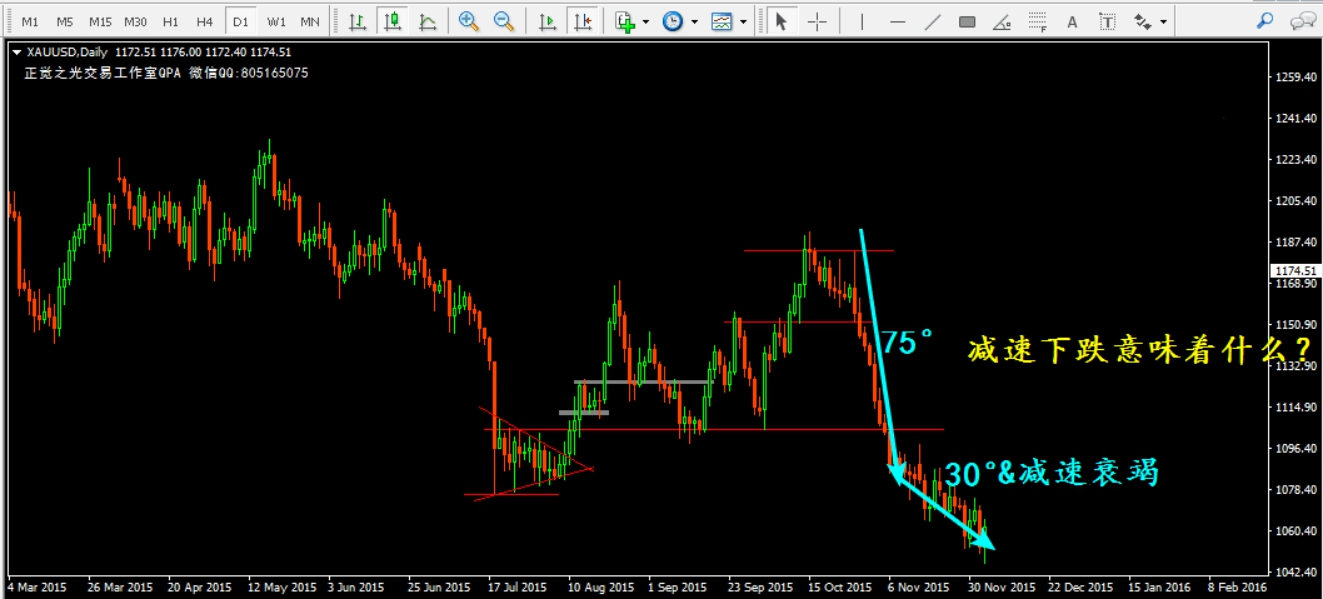 M1 M5 M15 M30 H1 H4 D1 W1 MN A T F
XAUUSD,Daily 1172.51 1176.00 1172.40 1174.51
正觉之光交易工作室QPA 微信QQ:805165075
1259.40
1241.40
1223.40
1205.40
1187.40
1174.51
1168.90
1150.90
75°
减速下跌意味着什么?
1132.90
1114.90
1096.40
30°&减速衰竭
1078.40
1060.40
1042.40
4 Mar 2015 26 Mar 2015 20 Apr 2015 12 May 2015 3 Jun 2015 25 Jun 2015 17 Jul 2015 10 Aug 2015 1 Sep 2015 23 Sep 2015 15 Oct 2015 6 Nov 2015 30 Nov 2015 22 Dec 2015 15 Jan 2016 8 Feb 2016